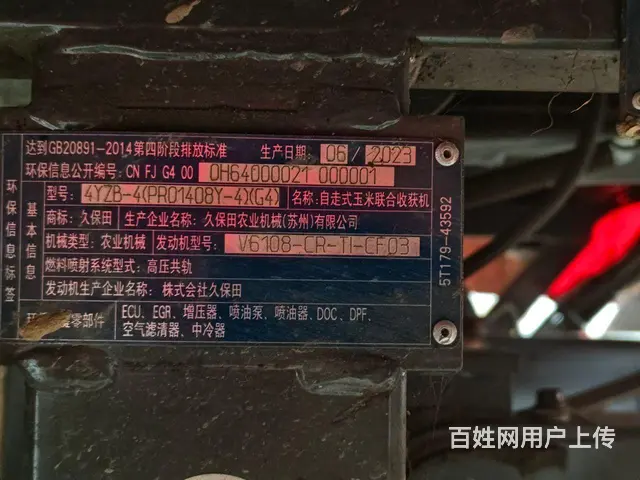 达到GB20891-2014第四阶段排放标准 生产日期: 06 / 2023
环保信息公开编号: CN FJ G4 00 0H64000021 000001
型号: 4YZB-4(PRO1408Y-4)(G4) 名称: 自走式玉米联合收获机
商标: 久保田 生产企业名称: 久保田农业机械(苏州)有限公司
机械类型: 农业机械 发动机型号: V6108-CR-TI-CF03
燃料喷射系统型式: 高压共轨
发动机生产企业名称: 株式会社久保田
零部件 ECU、EGR、增压器、喷油泵、喷油器、DOC、DPF、
空气滤清器、中冷器
环保信息标签
基本信息
5T179-43592
百姓网用户上传